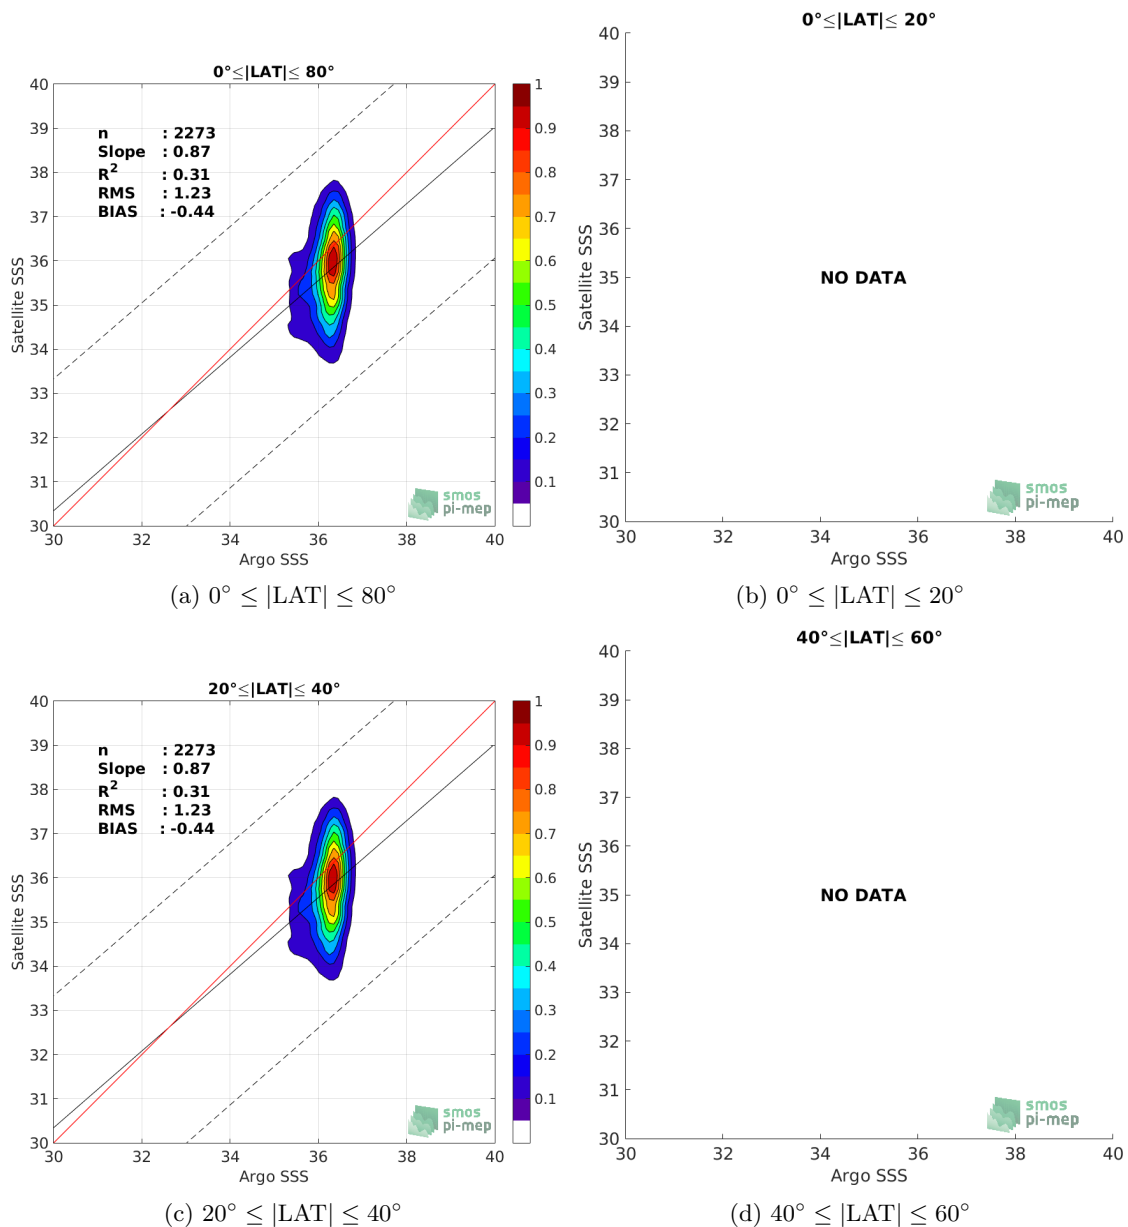 0°≤|LAT|≤ 80°
40
39
38
37
36
35
34
33
32
31
30
Satellite SSS
n : 2273
Slope : 0.87
R2 : 0.31
RMS : 1.23
BIAS : -0.44
1
0.9
0.8
0.7
0.6
0.5
0.4
0.3
0.2
0.1
smos
pi-mep
30 32 34 36 38 40
Argo SSS
(a) 0° ≤ |LAT| ≤ 80°
0°≤|LAT|≤ 20°
40
39
38
37
36
35
34
33
32
31
30
Satellite SSS
NO DATA
smos
pi-mep
30 32 34 36 38 40
Argo SSS
(b) 0° ≤ |LAT| ≤ 20°
20°≤|LAT|≤ 40°
40
39
38
37
36
35
34
33
32
31
30
Satellite SSS
n : 2273
Slope : 0.87
R2 : 0.31
RMS : 1.23
BIAS : -0.44
1
0.9
0.8
0.7
0.6
0.5
0.4
0.3
0.2
0.1
smos
pi-mep
30 32 34 36 38 40
Argo SSS
(c) 20° ≤ |LAT| ≤ 40°
40°≤|LAT|≤ 60°
40
39
38
37
36
35
34
33
32
31
30
Satellite SSS
NO DATA
smos
pi-mep
30 32 34 36 38 40
Argo SSS
(d) 40° ≤ |LAT| ≤ 60°